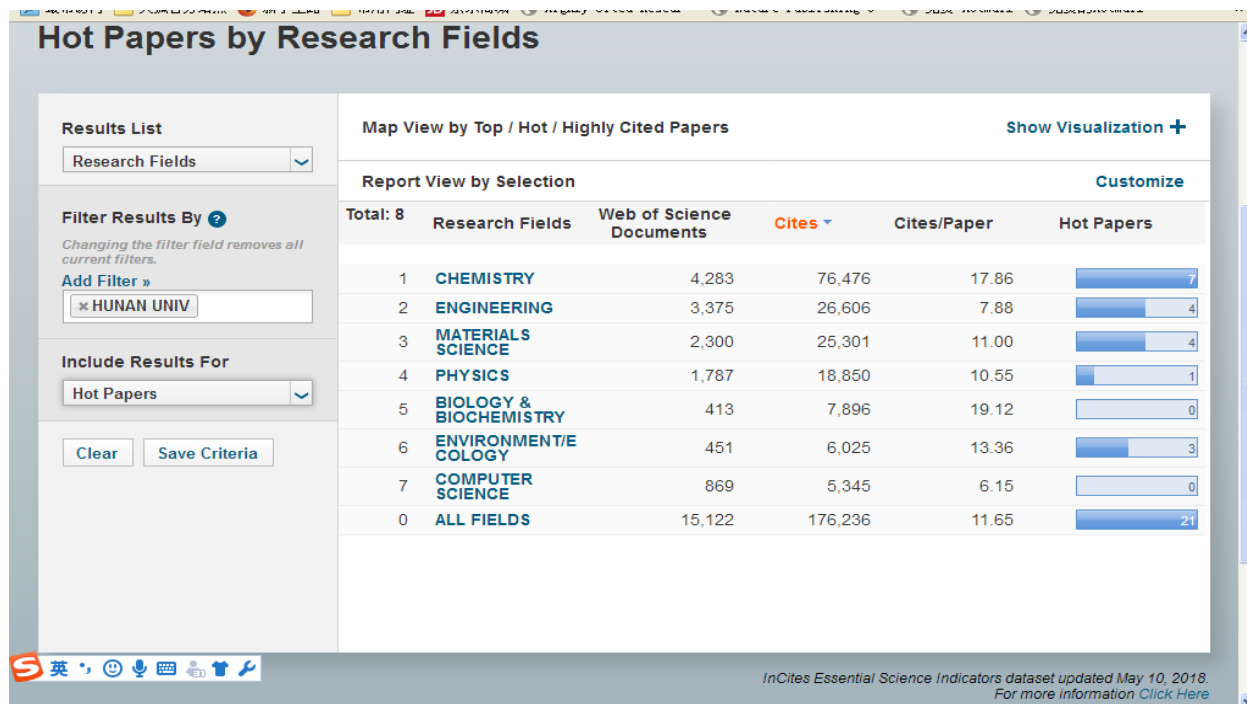 Hot Papers by Research Fields
Results List
Research Fields
Filter Results By ?
Changing the filter field removes all
current filters.
Add Filter »
× HUNAN UNIV
Include Results For
Hot Papers
Clear Save Criteria
Map View by Top / Hot / Highly Cited Papers Show Visualization +
Report View by Selection Customize
Total: 8 Research Fields Web of Science Documents Cites Cites/Paper Hot Papers
1 CHEMISTRY 4,283 76,476 17.86 7
2 ENGINEERING 3,375 26,606 7.88 4
3 MATERIALS SCIENCE 2,300 25,301 11.00 4
4 PHYSICS 1,787 18,850 10.55 1
5 BIOLOGY & BIOCHEMISTRY 413 7,896 19.12 0
6 ENVIRONMENT/ECOLOGY 451 6,025 13.36 3
7 COMPUTER SCIENCE 869 5,345 6.15 0
0 ALL FIELDS 15,122 176,236 11.65 21
英
InCites Essential Science Indicators dataset updated May 10, 2018.
For more information Click Here